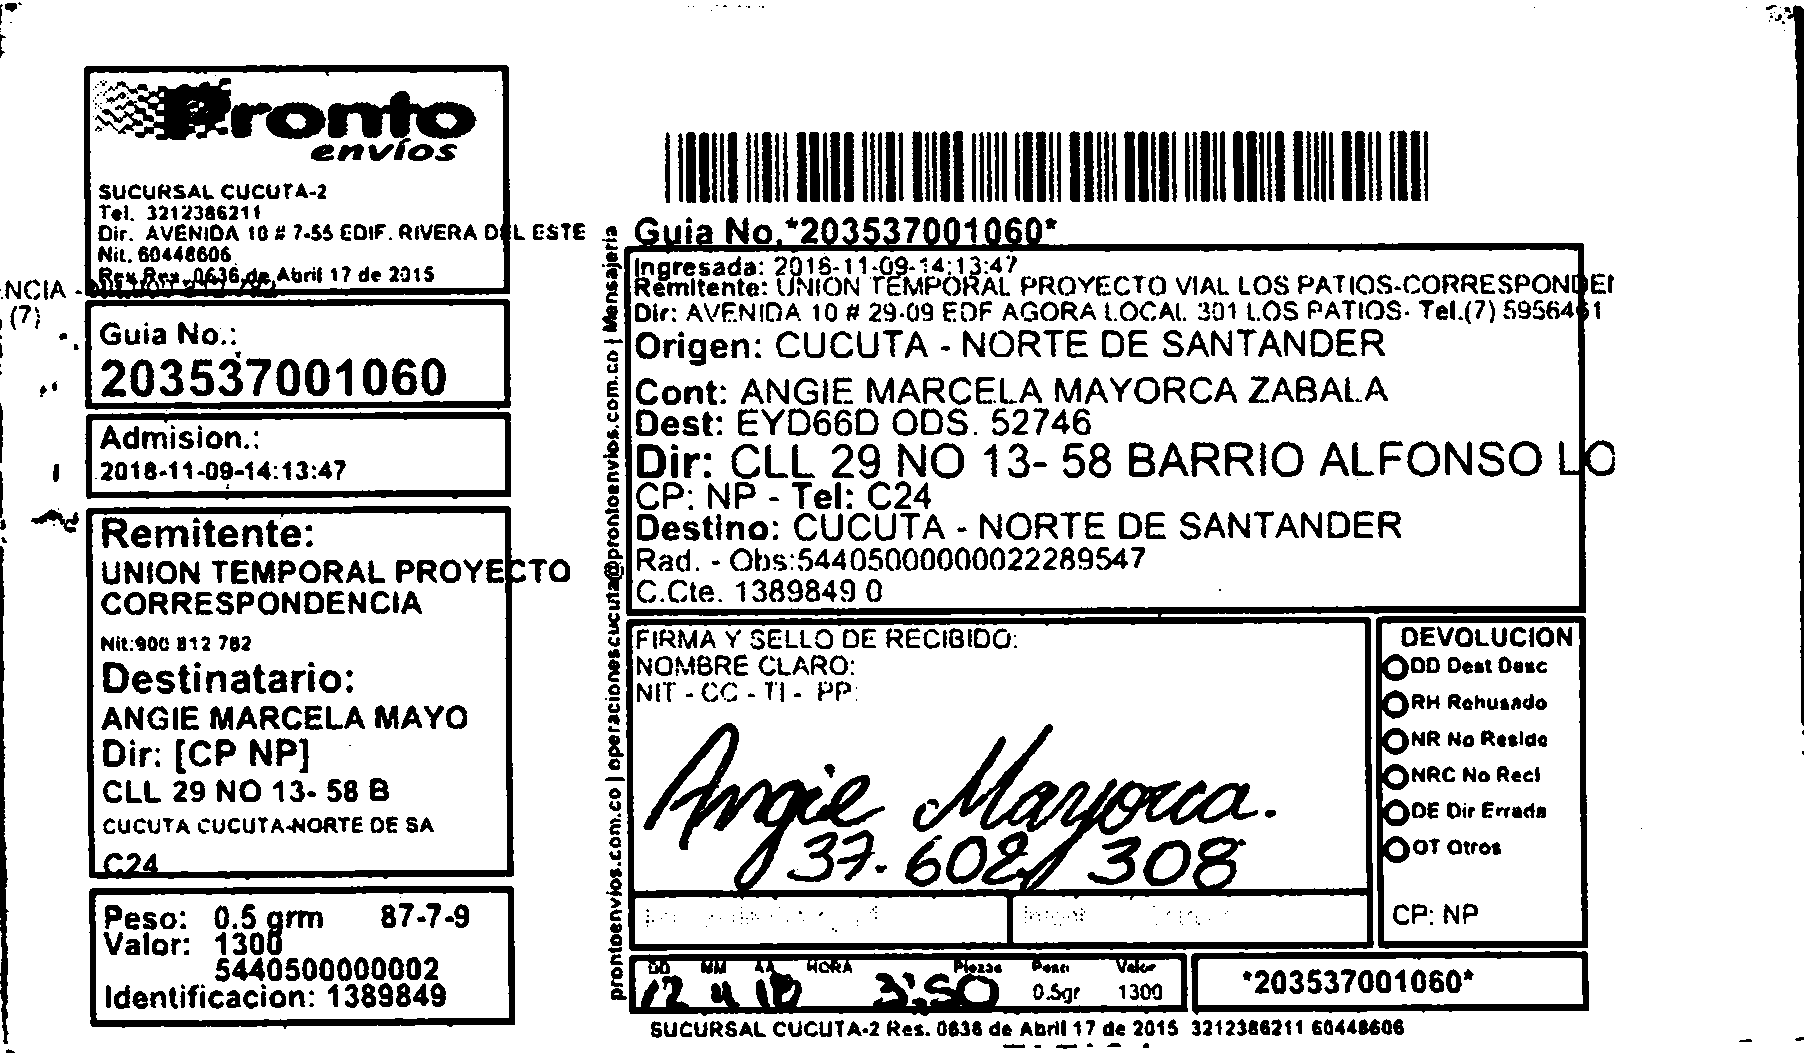 Pronto
envíos
SUCURSAL CUCUTA-2
Tel. 3212386211
Dir. AVENIDA 10 # 7-55 EDIF. RIVERA DEL ESTE
Nit. 60448606
Res Res. 0636 de Abril 17 de 2015
NCIA -
(7)
Guia No.:
203537001060
Admision.:
2018-11-09-14:13:47
Remitente:
UNION TEMPORAL PROYECTO
CORRESPONDENCIA
Nit:900 812 782
Destinatario:
ANGIE MARCELA MAYO
Dir: [CP NP]
CLL 29 NO 13- 58 B
CUCUTA CUCUTA-NORTE DE SA
C24
Peso: 0.5 grm 87-7-9
Valor: 1300
5440500000002
Identificacion: 1389849
prontoenvios.com.co | operacionescucuta@prontoenvios.com.co | Mensajeria
Guia No.*203537001060*
Ingresada: 2018-11-09-14:13:47
Remitente: UNION TEMPORAL PROYECTO VIAL LOS PATIOS-CORRESPONDEN
Dir: AVENIDA 10 # 29-09 EDF AGORA LOCAL 301 LOS PATIOS- Tel.(7) 5956461
Origen: CUCUTA - NORTE DE SANTANDER
Cont: ANGIE MARCELA MAYORCA ZABALA
Dest: EYD66D ODS. 52746
Dir: CLL 29 NO 13- 58 BARRIO ALFONSO LO
CP: NP - Tel: C24
Destino: CUCUTA - NORTE DE SANTANDER
Rad. - Obs:54405000000022289547
C.Cte. 1389849 0
FIRMA Y SELLO DE RECIBIDO:
NOMBRE CLARO:
NIT - CC - TI - PP:
Angie Mayorca.
37.602 308
DEVOLUCION
DD Dest Desc
RH Rehusado
NR No Reside
NRC No Reci
DE Dir Errada
OT Otros
CP: NP
DD MM AA HORA Piezas Peso Valor
12 11 18 3:50 0.5gr 1300
*203537001060*
SUCURSAL CUCUTA-2 Res. 0636 de Abril 17 de 2015 3212386211 60448606